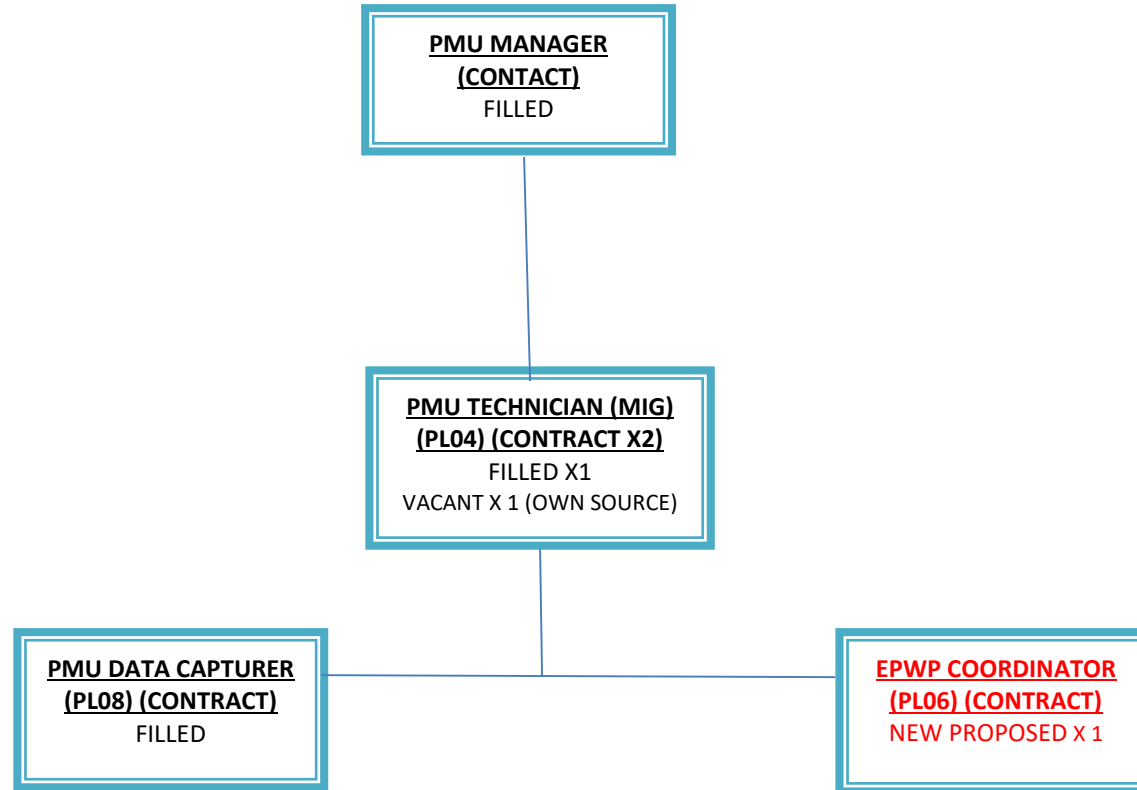 PMU MANAGER
(CONTACT)
FILLED
PMU TECHNICIAN (MIG)
(PL04) (CONTRACT X2)
FILLED X1
VACANT X 1 (OWN SOURCE)
PMU DATA CAPTURER
(PL08) (CONTRACT)
FILLED
EPWP COORDINATOR
(PL06) (CONTRACT)
NEW PROPOSED X 1